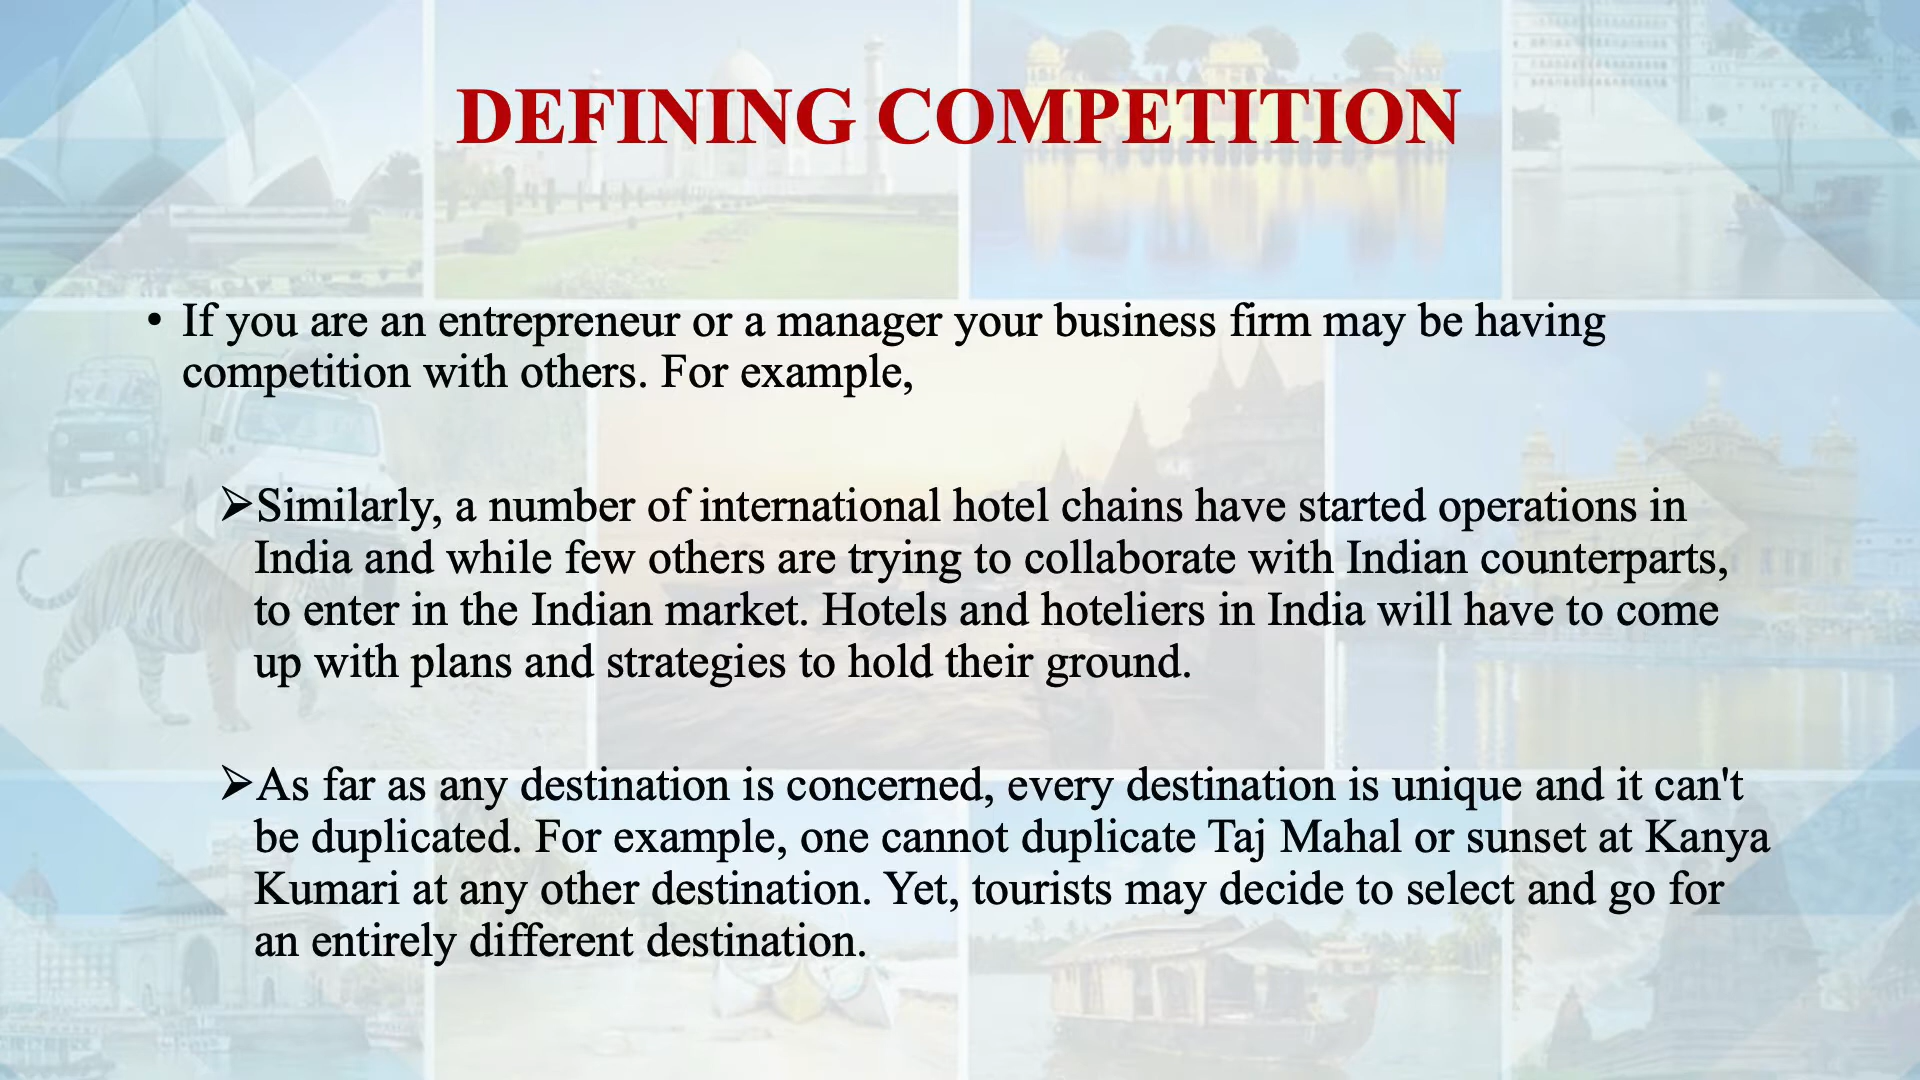 DEFINING COMPETITION
• If you are an entrepreneur or a manager your business firm may be having
competition with others. For example,
➢Similarly, a number of international hotel chains have started operations in
India and while few others are trying to collaborate with Indian counterparts,
to enter in the Indian market. Hotels and hoteliers in India will have to come
up with plans and strategies to hold their ground.
➢As far as any destination is concerned, every destination is unique and it can't
be duplicated. For example, one cannot duplicate Taj Mahal or sunset at Kanya
Kumari at any other destination. Yet, tourists may decide to select and go for
an entirely different destination.